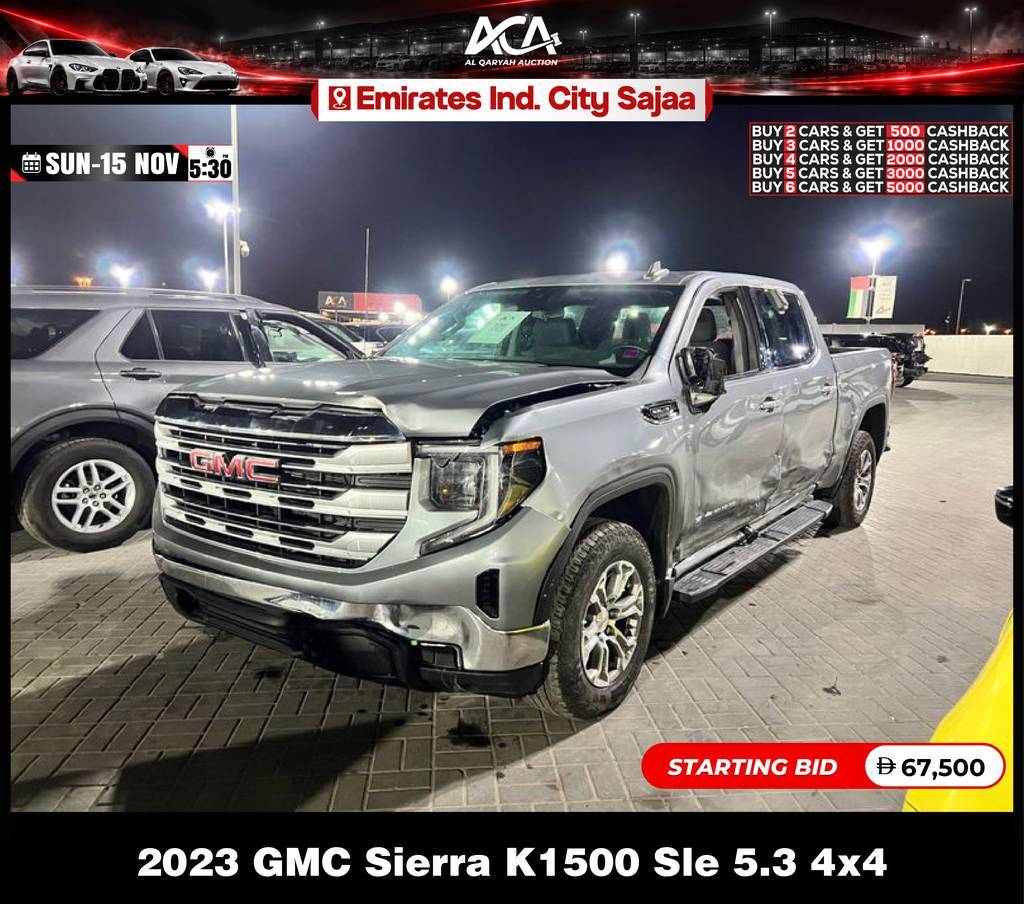 ACA
AL QARYAH AUCTION
Emirates Ind. City Sajaa
SUN-15 NOV 5:30 PM
BUY 2 CARS & GET 500 CASHBACK
BUY 3 CARS & GET 1000 CASHBACK
BUY 4 CARS & GET 2000 CASHBACK
BUY 5 CARS & GET 3000 CASHBACK
BUY 6 CARS & GET 5000 CASHBACK
ACA
GMC
STARTING BID 67,500
2023 GMC Sierra K1500 Sle 5.3 4x4